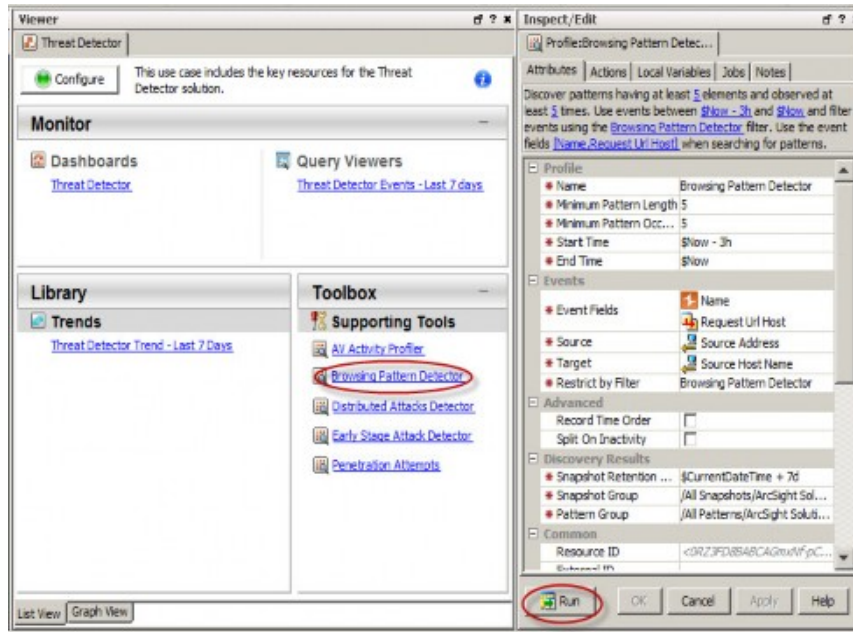 Viewer
Threat Detector
Configure
This use case includes the key resources for the Threat
Detector solution.
Monitor
Dashboards
Threat Detector
Query Viewers
Threat Detector Events - Last 7 days
Library
Trends
Threat Detector Trend - Last 7 Days
Toolbox
Supporting Tools
AV Activity Profiler
Browsing Pattern Detector
Distributed Attacks Detector
Early Stage Attack Detector
Penetration Attempts
List View
Graph View
Inspect/Edit
Profile:Browsing Pattern Detec...
Attributes Actions Local Variables Jobs Notes
Discover patterns having at least 5 elements and observed at
least 5 times. Use events between $Now - 3h and $Now and filter
events using the Browsing Pattern Detector filter. Use the event
fields [Name,Request Url Host] when searching for patterns.
Profile
Name Browsing Pattern Detector
Minimum Pattern Length 5
Minimum Pattern Occ... 5
Start Time $Now - 3h
End Time $Now
Events
Event Fields Name
Request Url Host
Source Source Address
Target Source Host Name
Restrict by Filter Browsing Pattern Detector
Advanced
Record Time Order
Split On Inactivity
Discovery Results
Snapshot Retention ... $CurrentDateTime + 7d
Snapshot Group /All Snapshots/ArcSight Sol...
Pattern Group /All Patterns/ArcSight Soluti...
Common
Resource ID
Run OK Cancel Apply Help